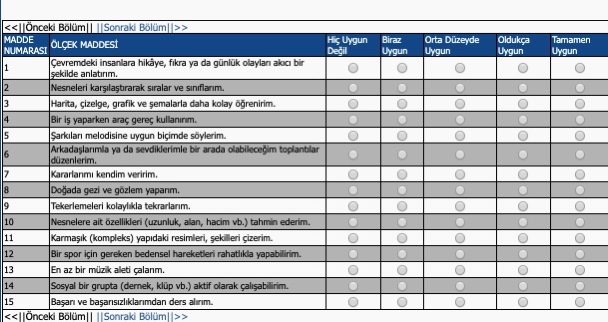 <<||Önceki Bölüm|| ||Sonraki Bölüm||>>
MADDE NUMARASI ÖLÇEK MADDESİ Hiç Uygun Değil Biraz Uygun Orta Düzeyde Uygun Oldukça Uygun Tamamen Uygun
1 Çevremdeki insanlara hikâye, fıkra ya da günlük olayları akıcı bir
şekilde anlatırım.
2 Nesneleri karşılaştırarak sıralar ve sınıflarım.
3 Harita, çizelge, grafik ve şemalarla daha kolay öğrenirim.
4 Bir iş yaparken araç gereç kullanırım.
5 Şarkıları melodisine uygun biçimde söylerim.
6 Arkadaşlarımla ya da sevdiklerimle bir arada olabileceğim toplantılar
düzenlerim.
7 Kararlarımı kendim veririm.
8 Doğada gezi ve gözlem yaparım.
9 Tekerlemeleri kolaylıkla tekrarlarım.
10 Nesnelere ait özellikleri (uzunluk, alan, hacim vb.) tahmin ederim.
11 Karmaşık (kompleks) yapıdaki resimleri, şekilleri çizerim.
12 Bir spor için gereken bedensel hareketleri rahatlıkla yapabilirim.
13 En az bir müzik aleti çalarım.
14 Sosyal bir grupta (dernek, klüp vb.) aktif olarak çalışabilirim.
15 Başarı ve başarısızlıklarımdan ders alırım.
<<||Önceki Bölüm|| ||Sonraki Bölüm||>>